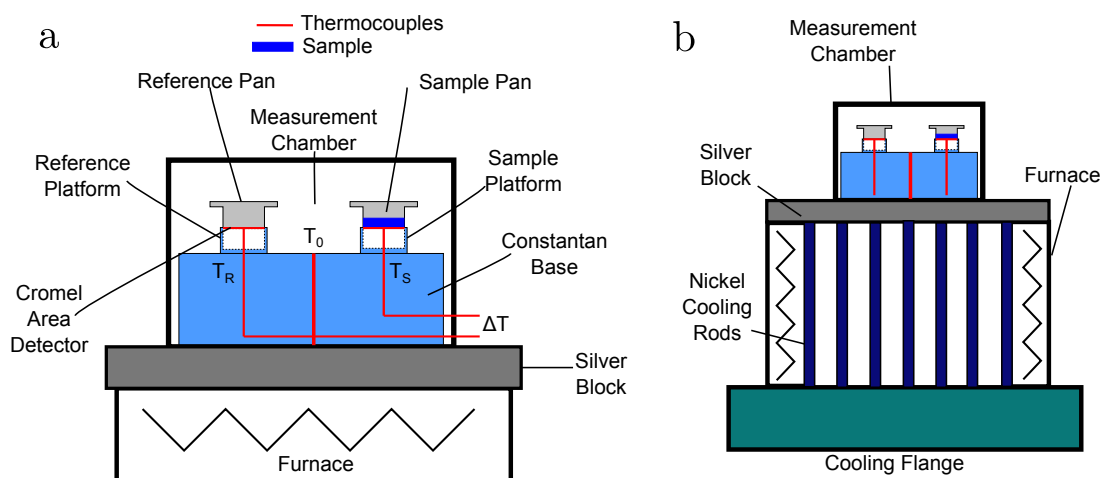 a
Thermocouples
Sample
Reference Pan
Sample Pan
Measurement
Chamber
Reference
Platform
Sample
Platform
T0
TR
TS
Constantan
Base
Cromel
Area
Detector
ΔT
Silver
Block
Furnace
b
Measurement
Chamber
Silver
Block
Furnace
Nickel
Cooling
Rods
Cooling Flange